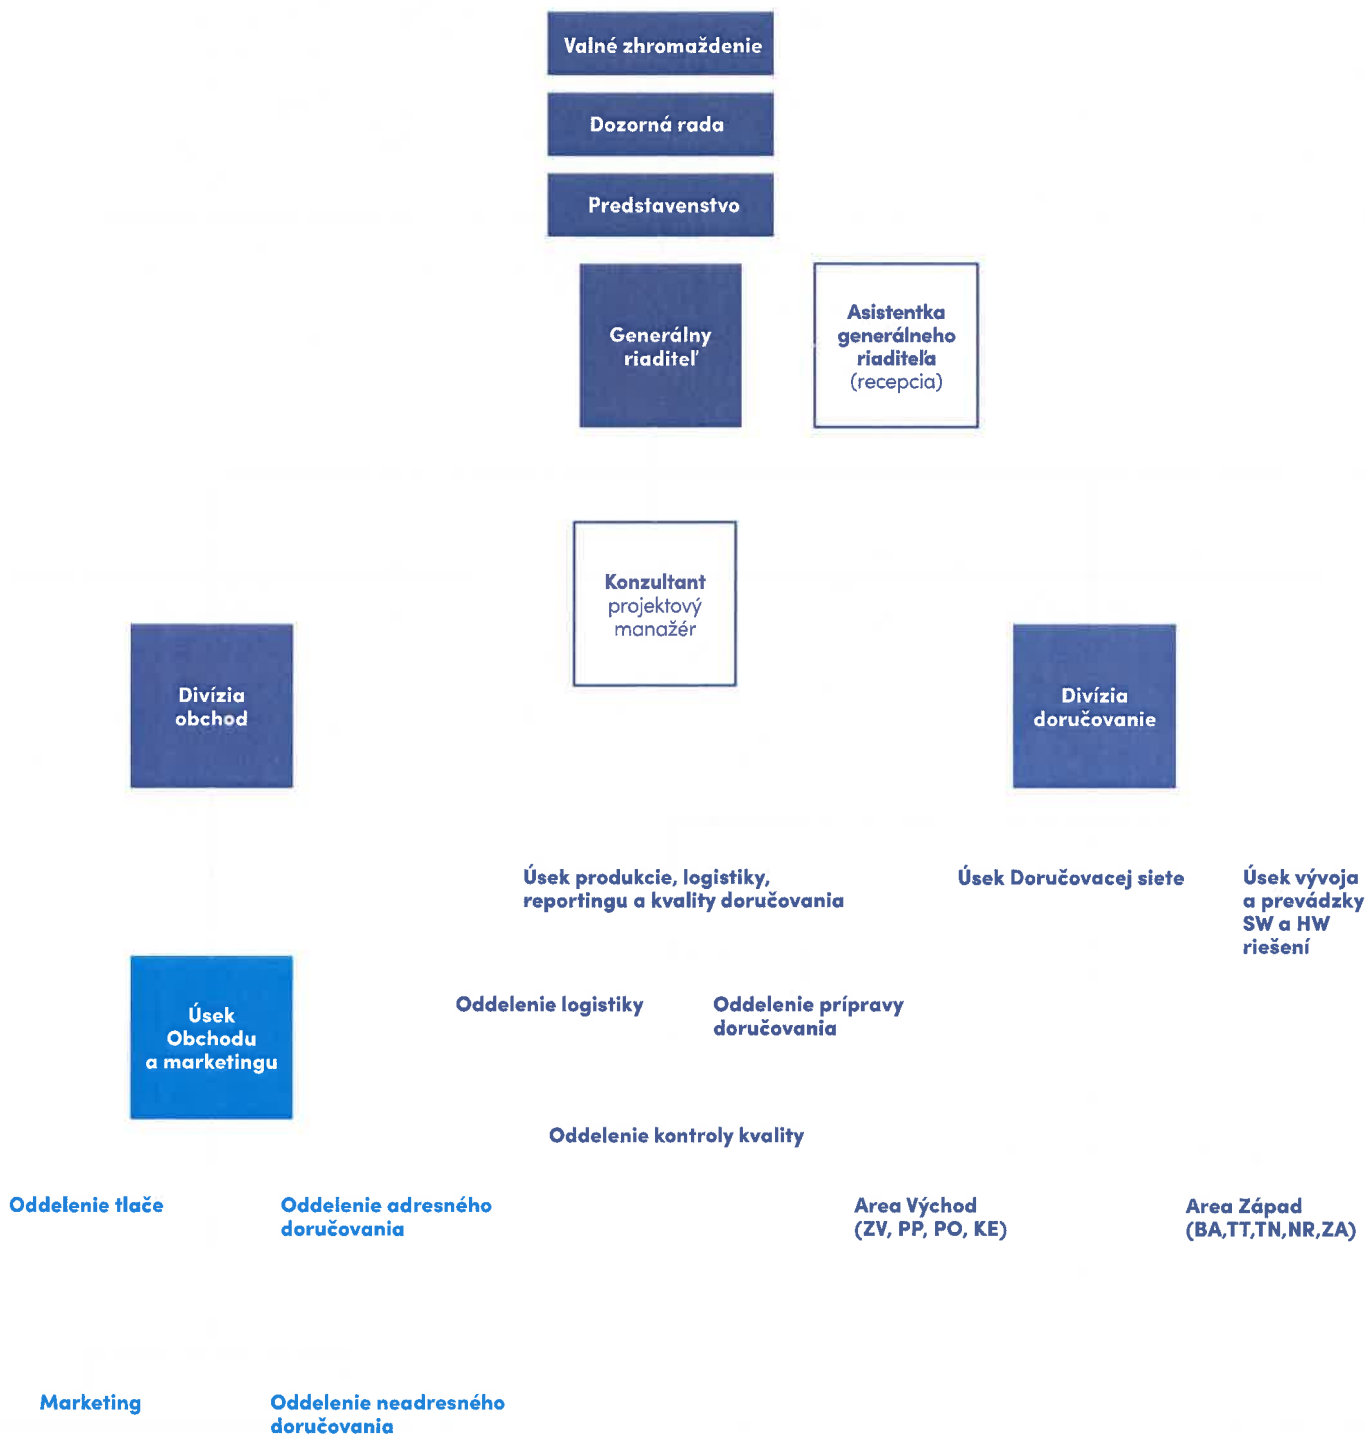 Valné zhromaždenie
Dozorná rada
Predstavenstvo
Generálny
riaditeľ
Asistentka
generálneho
riaditeľa
(recepcia)
Konzultant
projektový
manažér
Divízia
obchod
Divízia
doručovanie
Úsek produkcie, logistiky,
reportingu a kvality doručovania
Úsek Doručovacej siete
Úsek vývoja
a prevádzky
SW a HW
riešení
Úsek
Obchodu
a marketingu
Oddelenie logistiky
Oddelenie prípravy
doručovania
Oddelenie kontroly kvality
Oddelenie tlače
Oddelenie adresného
doručovania
Area Východ
(ZV, PP, PO, KE)
Area Západ
(BA,TT,TN,NR,ZA)
Marketing
Oddelenie neadresného
doručovania